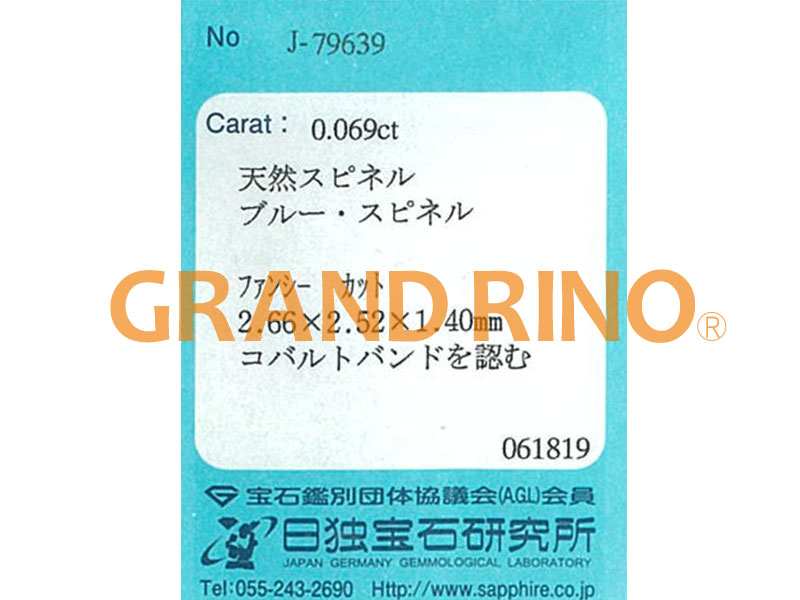 No J-79639
Carat: 0.069ct
天然スピネル
ブルー・スピネル
ファンシー カット
GRAND RINO®
2.66×2.52×1.40mm
コバルトバンドを認む
061819
宝石鑑別団体協議会(AGL)会員
日独宝石研究所
JAPAN GERMANY GEMMOLOGICAL LABORATORY
Tel:055-243-2690 Http://www.sapphire.co.jp